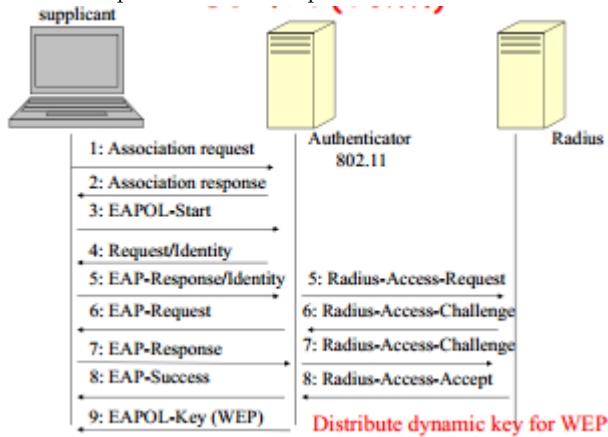 supplicant
Authenticator
802.11
Radius
1: Association request
2: Association response
3: EAPOL-Start
4: Request/Identity
5: EAP-Response/Identity
5: Radius-Access-Request
6: EAP-Request
6: Radius-Access-Challenge
7: EAP-Response
7: Radius-Access-Challenge
8: EAP-Success
8: Radius-Access-Accept
9: EAPOL-Key (WEP)
Distribute dynamic key for WEP